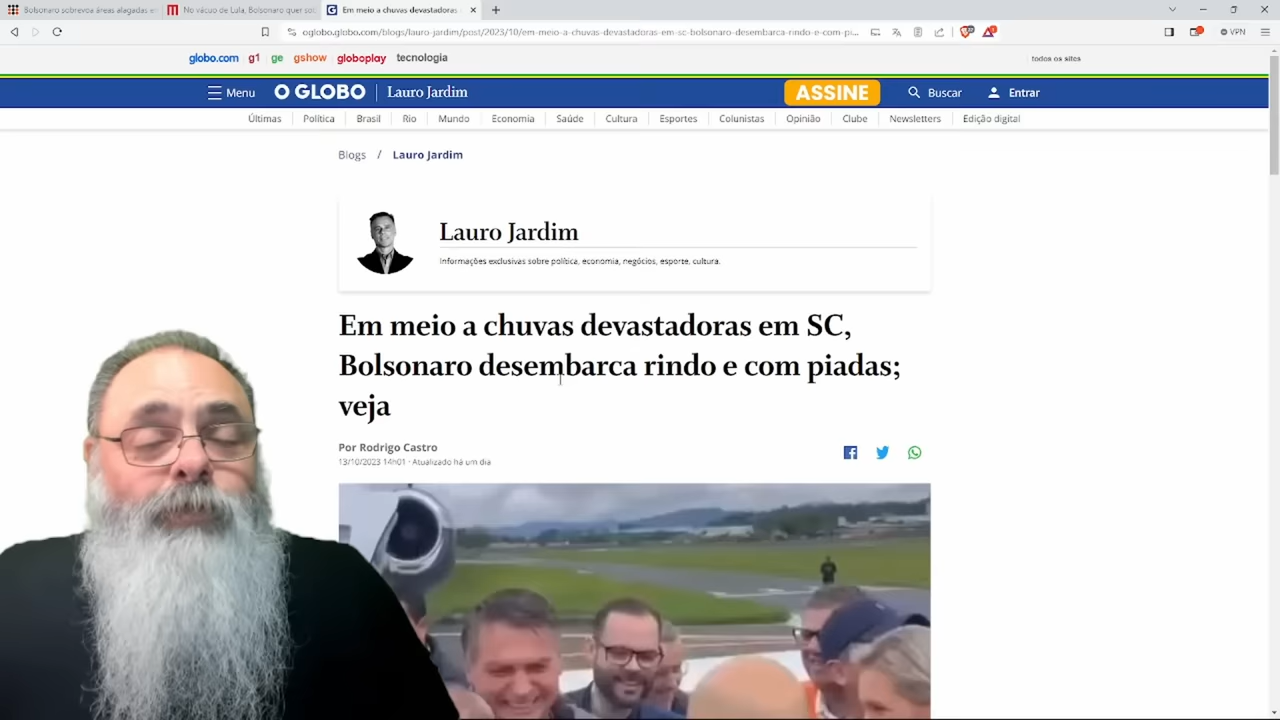 Bolsonaro sobrevoa áreas alagadas em
No vácuo de Lula, Bolsonaro quer sol
Em meio a chuvas devastadoras
oglobo.globo.com/blogs/lauro-jardim/post/2023/10/em-meio-a-chuvas-devastadoras-em-sc-bolsonaro-desembarca-rindo-e-com-pi...
VPN
globo.com g1 ge gshow globoplay tecnologia todos os sites
Menu O GLOBO Lauro Jardim ASSINE Buscar Entrar
Últimas Política Brasil Rio Mundo Economia Saúde Cultura Esportes Colunistas Opinião Clube Newsletters Edição digital
Blogs / Lauro Jardim
Lauro Jardim
Informações exclusivas sobre política, economia, negócios, esporte, cultura.
Em meio a chuvas devastadoras em SC,
Bolsonaro desembarca rindo e com piadas;
veja
Por Rodrigo Castro
13/10/2023 14h01 · Atualizado há um dia